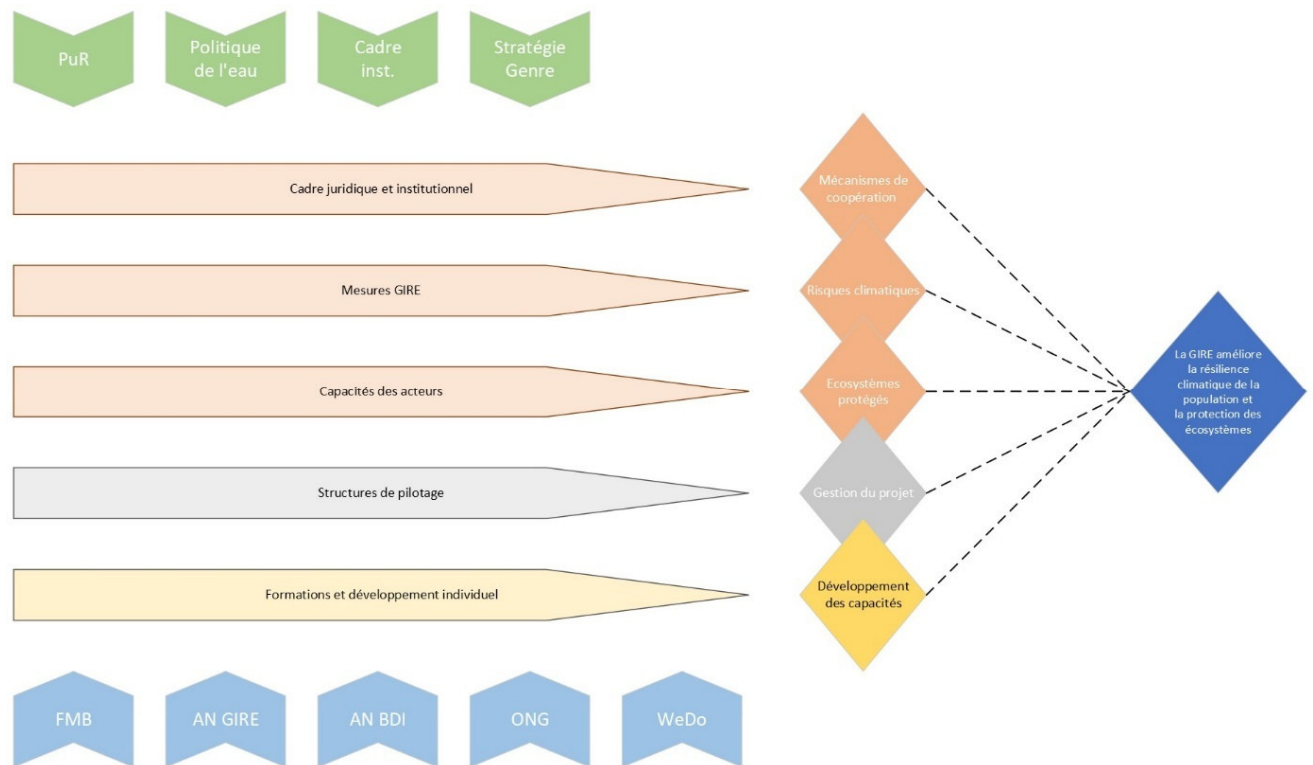 PuR
Politique
de l'eau
Cadre
inst.
Stratégie
Genre
Cadre juridique et institutionnel
Mécanismes de
coopération
Mesures GIRE
Risques climatiques
La GIRE améliore
la résilience
climatique de la
population et
la protection des
écosystèmes
Capacités des acteurs
Ecosystèmes
protégés
Structures de pilotage
Gestion du projet
Formations et développement individuel
Développement
des capacités
FMB
AN GIRE
AN BDI
ONG
WeDo